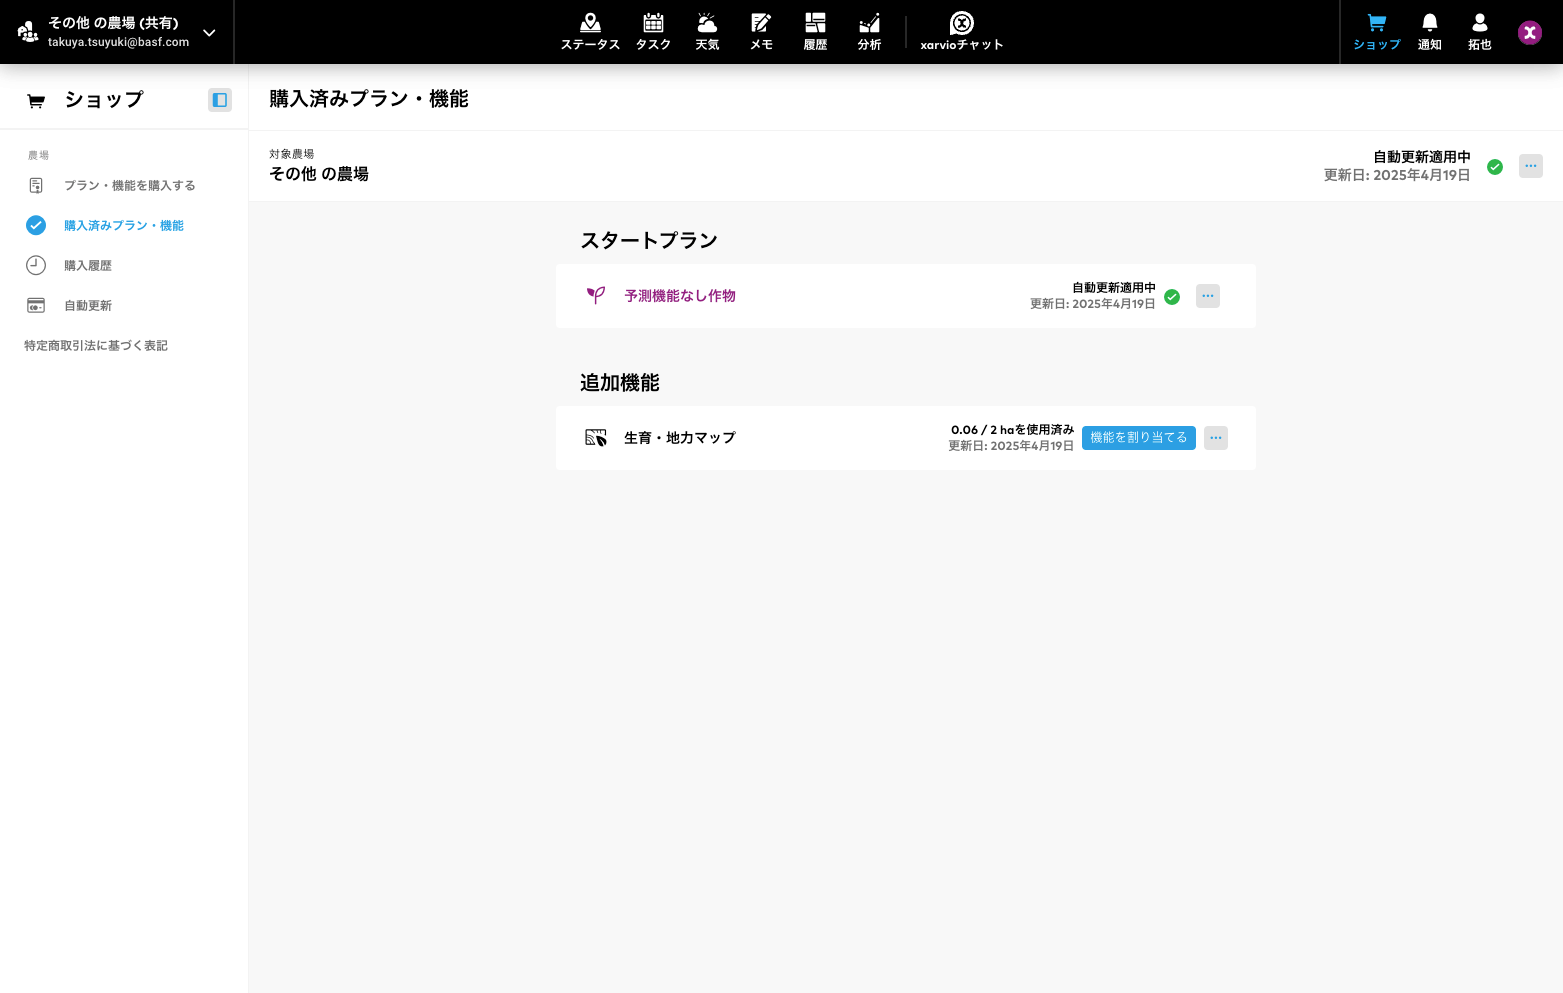 その他 の農場 (共有)
takuya.tsuyuki@basf.com
ステータス
タスク
天気
メモ
履歴
分析
xarvioチャット
ショップ
通知
拓也
ショップ
農場
プラン・機能を購入する
購入済みプラン・機能
購入履歴
自動更新
特定商取引法に基づく表記
購入済みプラン・機能
対象農場
その他 の農場
自動更新適用中
更新日: 2025年4月19日
スタートプラン
予測機能なし作物
自動更新適用中
更新日: 2025年4月19日
追加機能
生育・地力マップ
0.06 / 2 haを使用済み
更新日: 2025年4月19日
機能を割り当てる